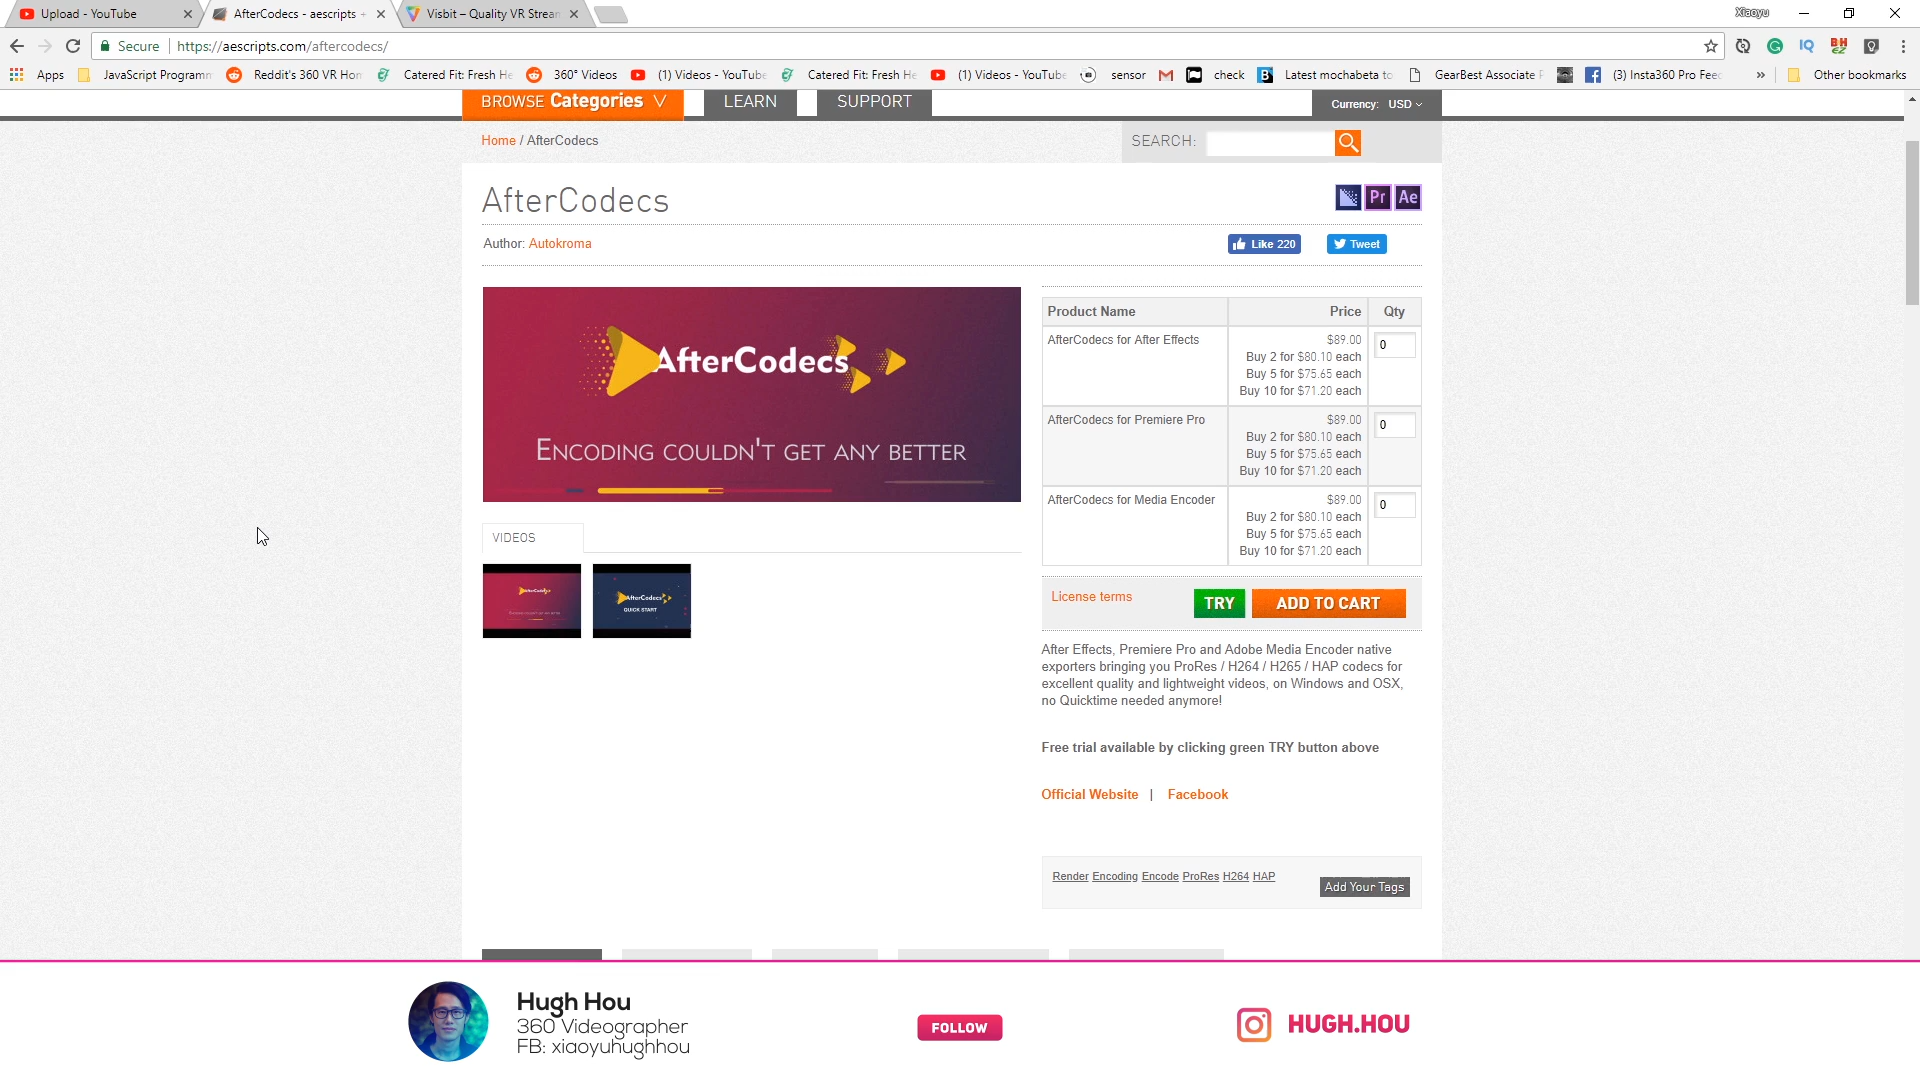 Upload - YouTube
AfterCodecs - aescripts +
Visbit – Quality VR Strean
Xiaoyu
Secure
https://aescripts.com/aftercodecs/
Apps
JavaScript Programm
Reddit's 360 VR Hom
Catered Fit: Fresh He
360° Videos
(1) Videos - YouTube
Catered Fit: Fresh He
(1) Videos - YouTube
sensor
check
Latest mochabeta to
GearBest Associate P
(3) Insta360 Pro Feed
»
Other bookmarks
BROWSE Categories V
LEARN
SUPPORT
Currency: USD
Home / AfterCodecs
SEARCH:
AfterCodecs
Pr
Ae
Author: Autokroma
Like 220
Tweet
AfterCodecs
ENCODING COULDN'T GET ANY BETTER
Product Name
Price
Qty
AfterCodecs for After Effects
$89.00
Buy 2 for $80.10 each
Buy 5 for $75.65 each
Buy 10 for $71.20 each
0
AfterCodecs for Premiere Pro
$89.00
Buy 2 for $80.10 each
Buy 5 for $75.65 each
Buy 10 for $71.20 each
0
AfterCodecs for Media Encoder
$89.00
Buy 2 for $80.10 each
Buy 5 for $75.65 each
Buy 10 for $71.20 each
0
VIDEOS
AfterCodecs
AfterCodecs
QUICK START
License terms
TRY
ADD TO CART
After Effects, Premiere Pro and Adobe Media Encoder native
exporters bringing you ProRes / H264 / H265 / HAP codecs for
excellent quality and lightweight videos, on Windows and OSX,
no Quicktime needed anymore!
Free trial available by clicking green TRY button above
Official Website | Facebook
Render Encoding Encode ProRes H264 HAP
Add Your Tags
Hugh Hou
360 Videographer
FB: xiaoyuhughhou
FOLLOW
HUGH.HOU